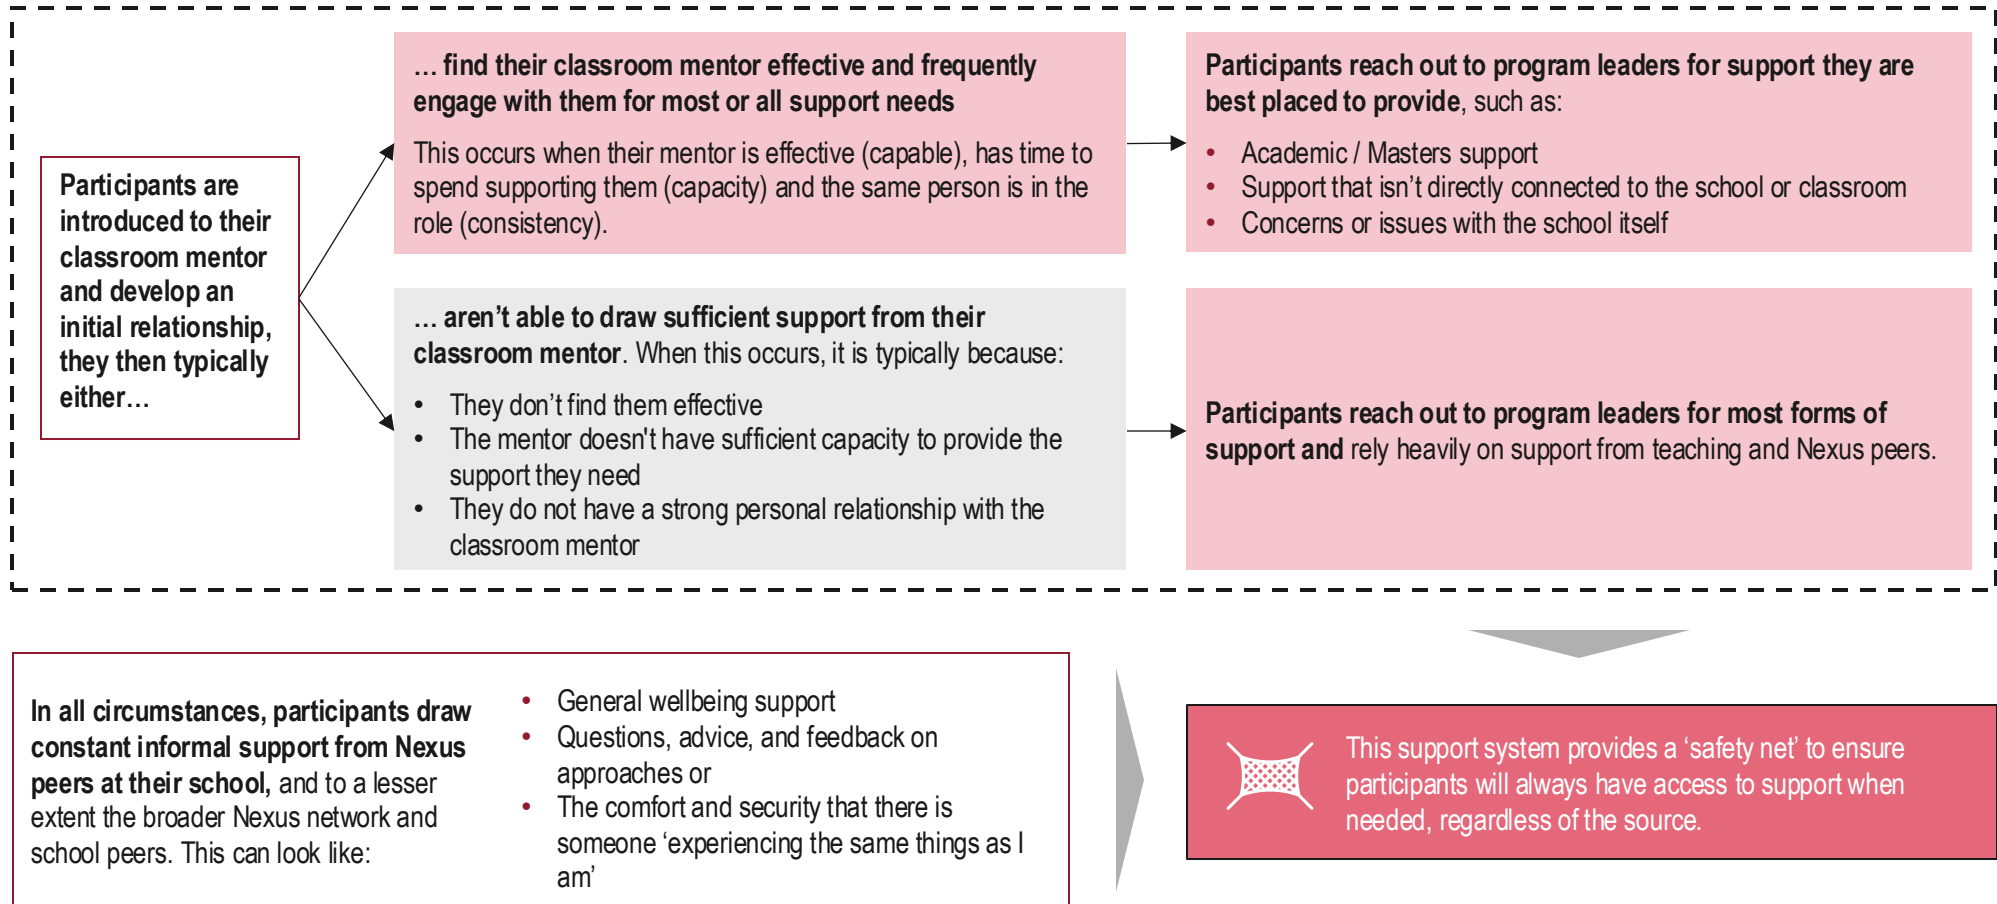 Participants are
introduced to their
classroom mentor
and develop an
initial relationship,
they then typically
either…
… find their classroom mentor effective and frequently
engage with them for most or all support needs
This occurs when their mentor is effective (capable), has time to
spend supporting them (capacity) and the same person is in the
role (consistency).
Participants reach out to program leaders for support they are
best placed to provide, such as:
• Academic / Masters support
• Support that isn’t directly connected to the school or classroom
• Concerns or issues with the school itself
… aren’t able to draw sufficient support from their
classroom mentor. When this occurs, it is typically because:
• They don’t find them effective
• The mentor doesn't have sufficient capacity to provide the
support they need
• They do not have a strong personal relationship with the
classroom mentor
Participants reach out to program leaders for most forms of
support and rely heavily on support from teaching and Nexus peers.
In all circumstances, participants draw
constant informal support from Nexus
peers at their school, and to a lesser
extent the broader Nexus network and
school peers. This can look like:
• General wellbeing support
• Questions, advice, and feedback on
approaches or
• The comfort and security that there is
someone ‘experiencing the same things as I
am’
This support system provides a ‘safety net’ to ensure
participants will always have access to support when
needed, regardless of the source.